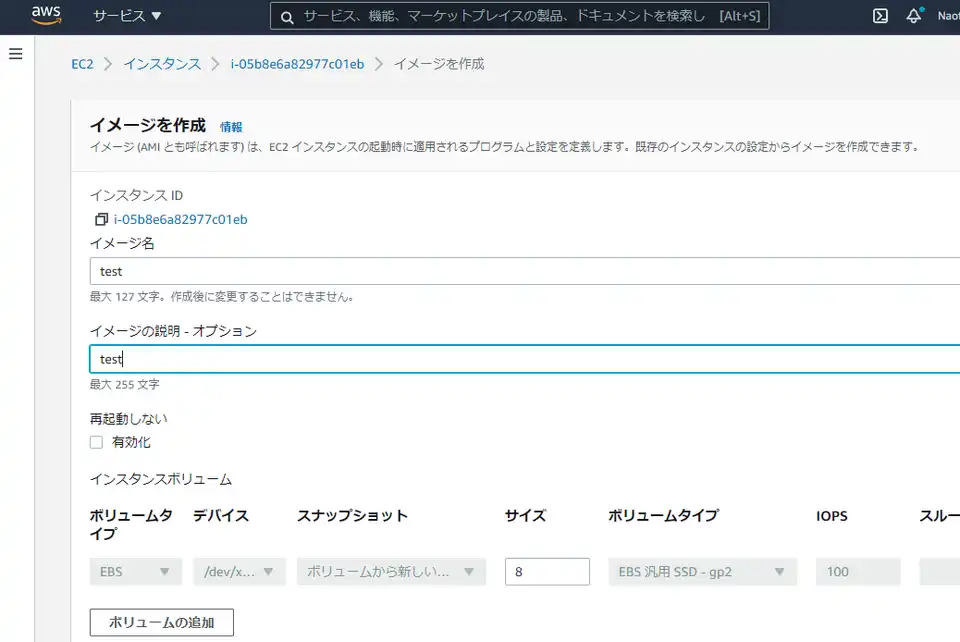 aws サービス ▼ サービス、機能、マーケットプレイスの製品、ドキュメントを検索し [Alt+S]
EC2 > インスタンス > i-05b8e6a82977c01eb > イメージを作成
イメージを作成 情報
イメージ (AMI とも呼ばれます) は、EC2 インスタンスの起動時に適用されるプログラムと設定を定義します。既存のインスタンスの設定からイメージを作成できます。
インスタンス ID
i-05b8e6a82977c01eb
イメージ名
test
最大 127 文字。作成後に変更することはできません。
イメージの説明 - オプション
test
最大 255 文字
再起動しない
有効化
インスタンスボリューム
ボリュームタイプ デバイス スナップショット サイズ ボリュームタイプ IOPS スルー
EBS /dev/x... ボリュームから新しい... 8 EBS 汎用 SSD - gp2 100
ボリュームの追加